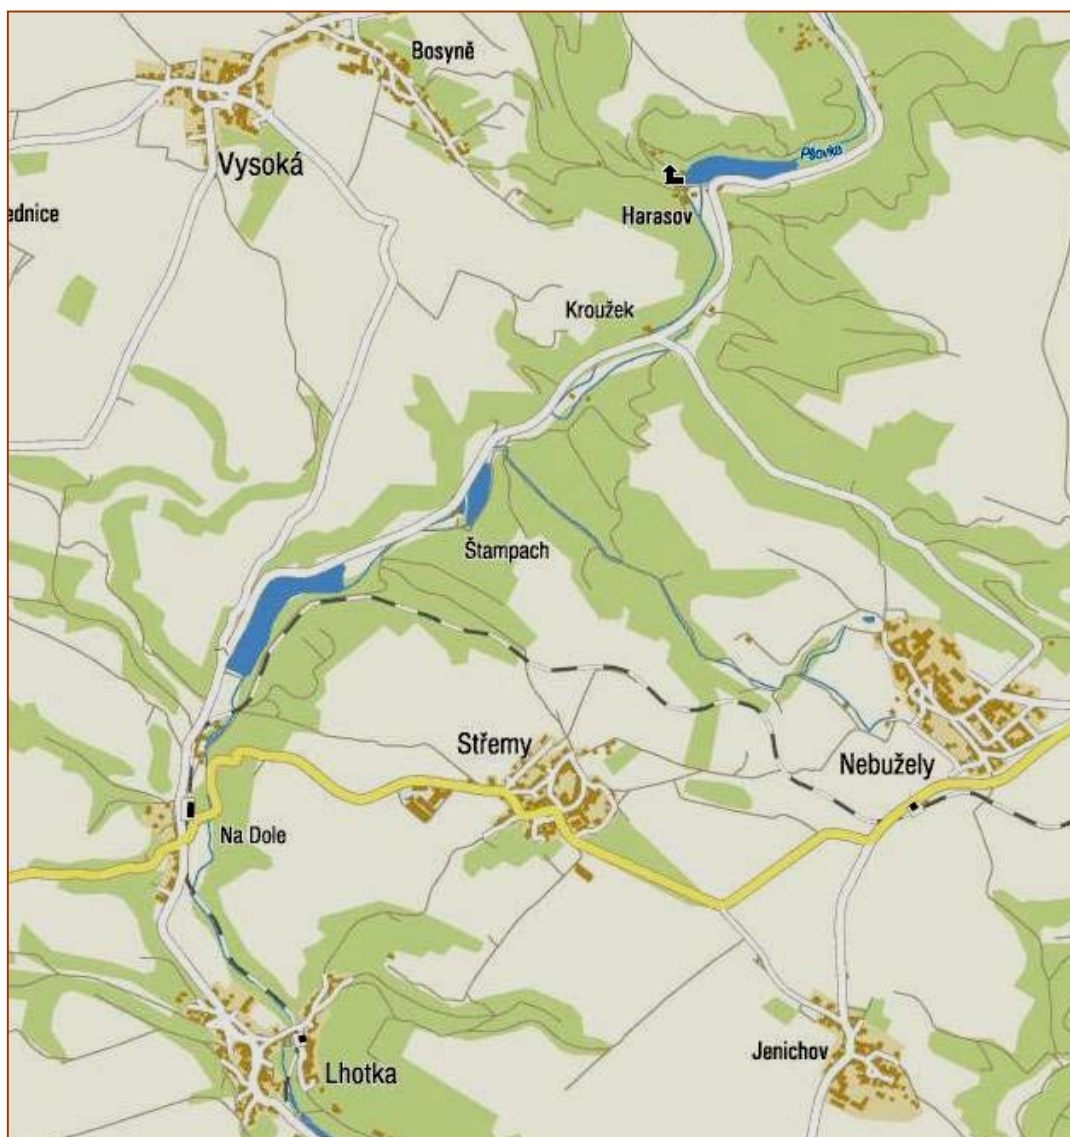 Bosyně
Vysoká
Pšovka
ednice
Harasov
Kroužek
Štampach
Střemy
Nebužely
Na Dole
Jenichov
Lhotka